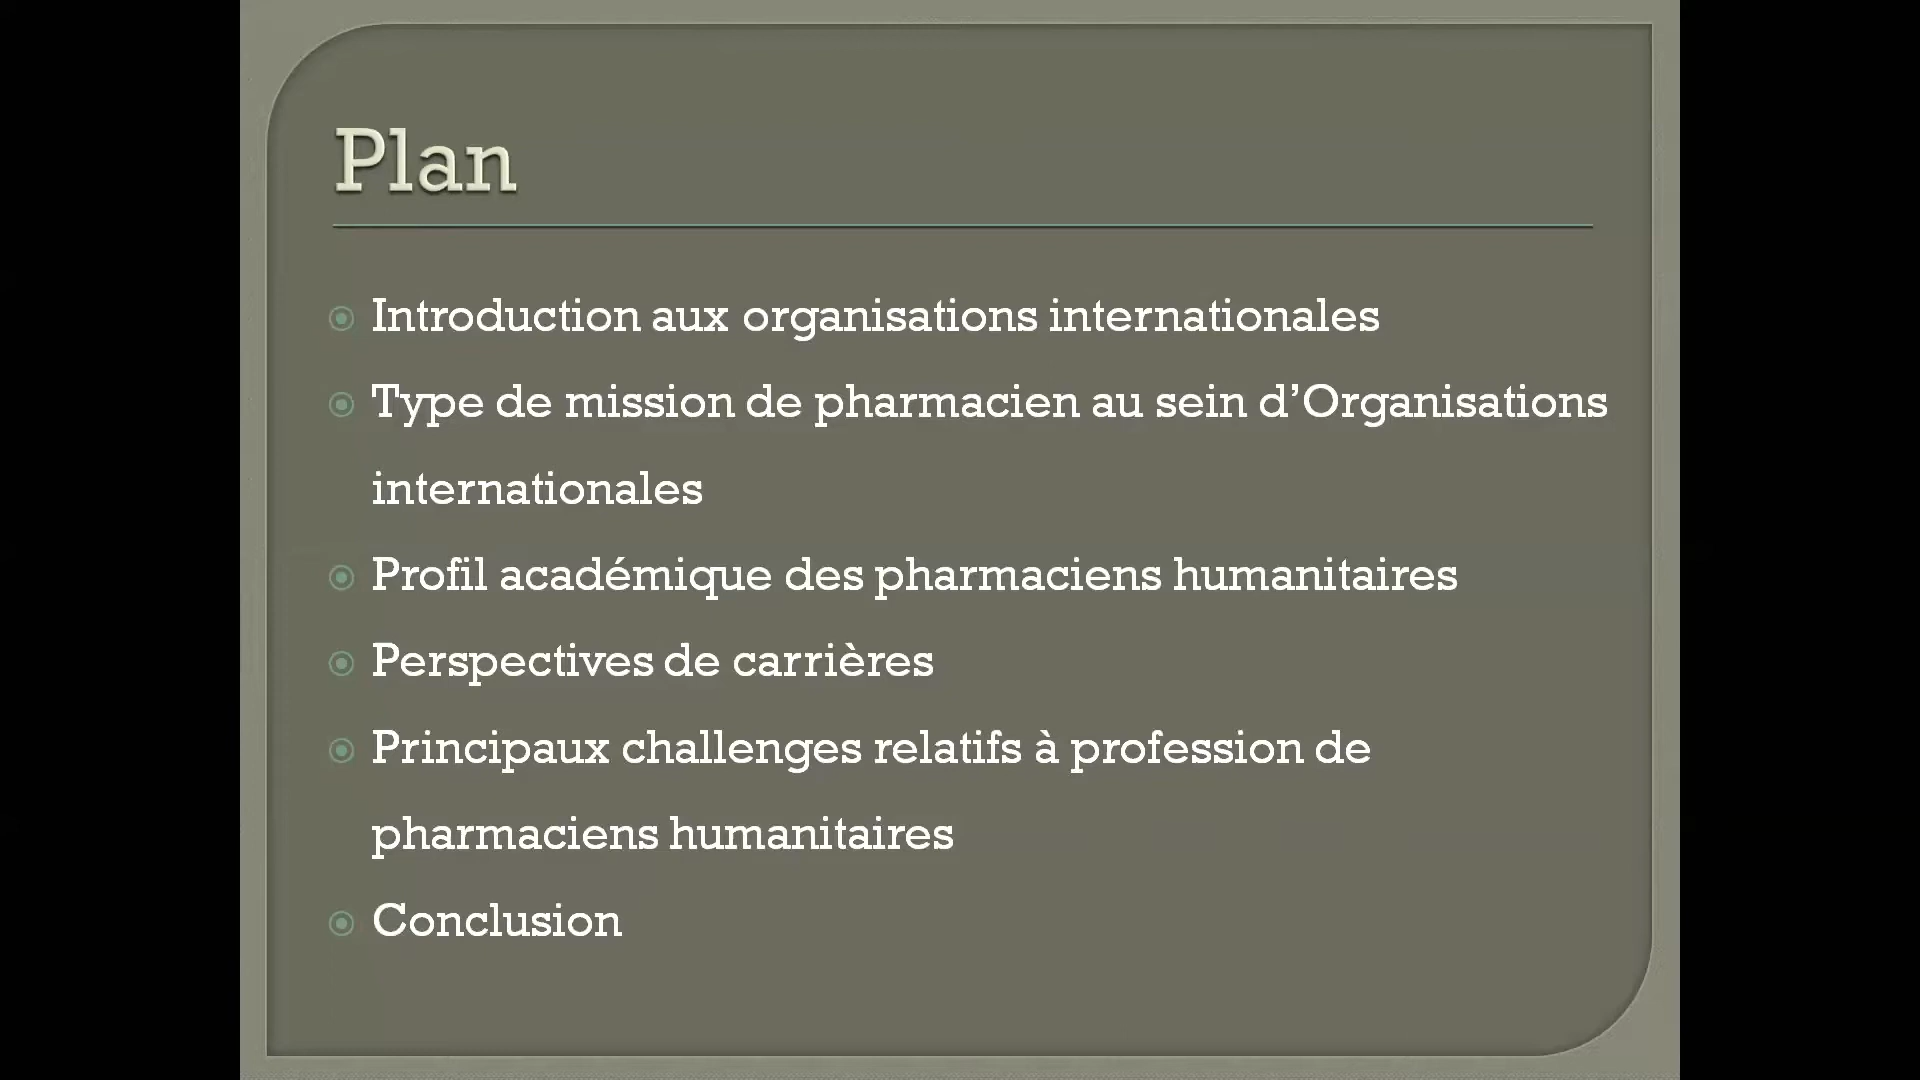 Plan
Introduction aux organisations internationales
Type de mission de pharmacien au sein d’Organisations
internationales
Profil académique des pharmaciens humanitaires
Perspectives de carrières
Principaux challenges relatifs à profession de
pharmaciens humanitaires
Conclusion